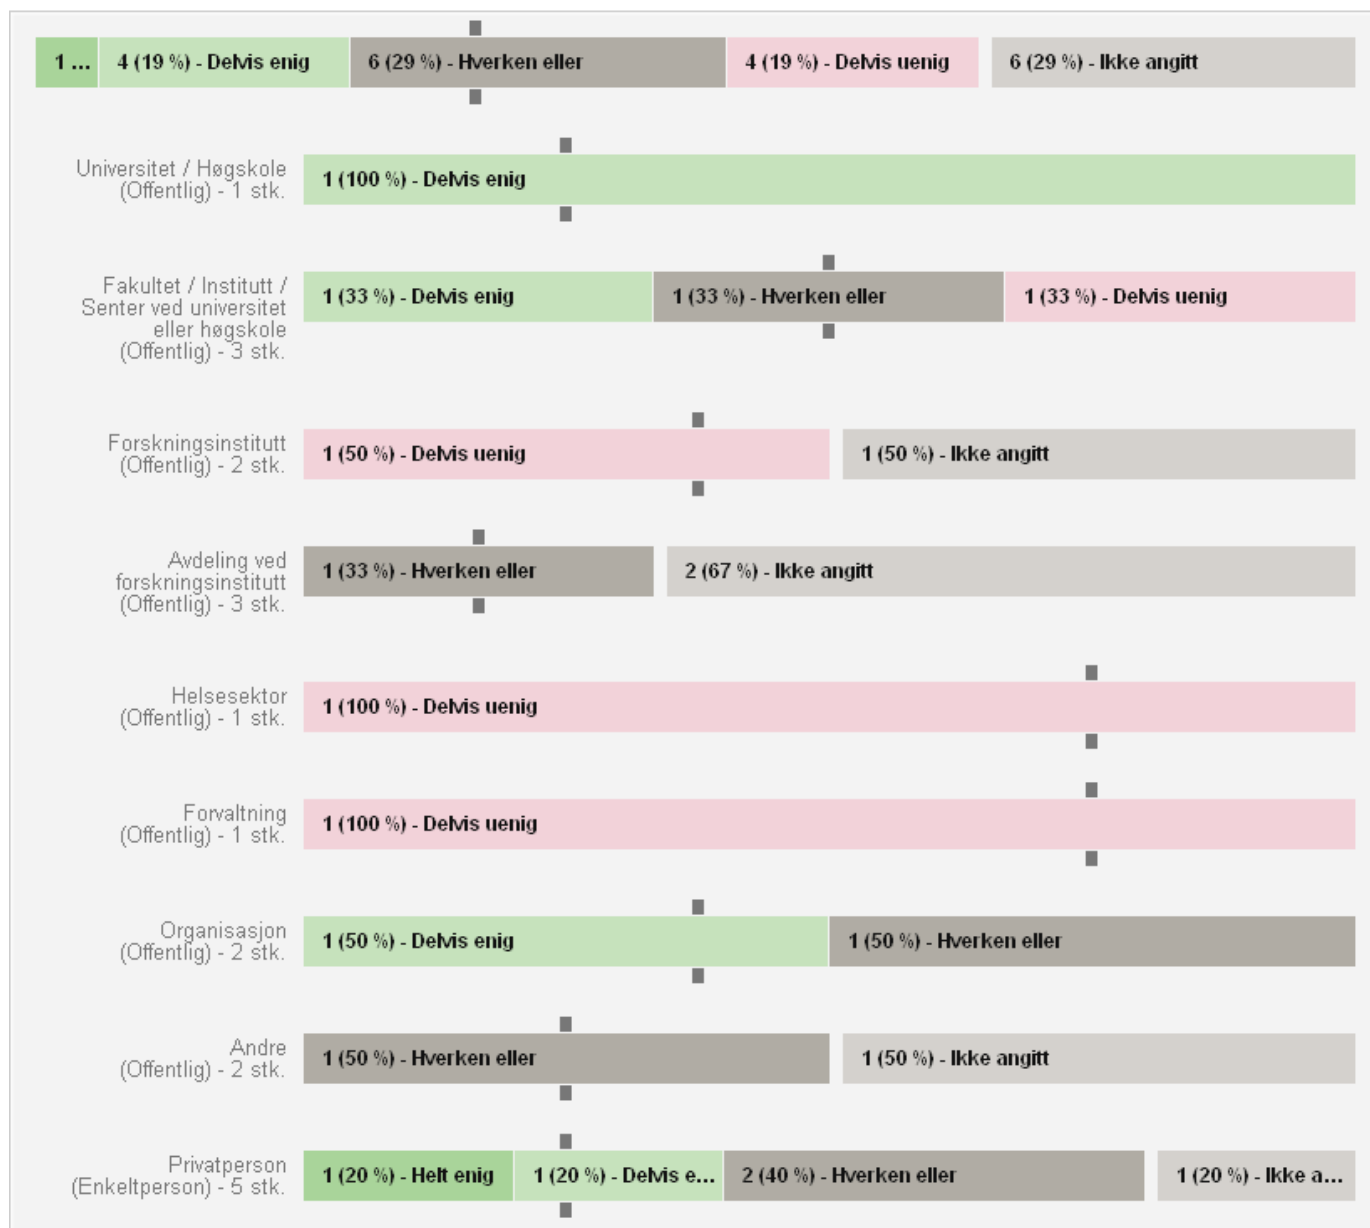 1 ... 4 (19 %) - Delvis enig 6 (29 %) - Hverken eller 4 (19 %) - Delvis uenig 6 (29 %) - Ikke angitt
Universitet / Høgskole
(Offentlig) - 1 stk.
1 (100 %) - Delvis enig
Fakultet / Institutt /
Senter ved universitet
eller høgskole
(Offentlig) - 3 stk.
1 (33 %) - Delvis enig 1 (33 %) - Hverken eller 1 (33 %) - Delvis uenig
Forskningsinstitutt
(Offentlig) - 2 stk.
1 (50 %) - Delvis uenig 1 (50 %) - Ikke angitt
Avdeling ved
forskningsinstitutt
(Offentlig) - 3 stk.
1 (33 %) - Hverken eller 2 (67 %) - Ikke angitt
Helsesektor
(Offentlig) - 1 stk.
1 (100 %) - Delvis uenig
Forvaltning
(Offentlig) - 1 stk.
1 (100 %) - Delvis uenig
Organisasjon
(Offentlig) - 2 stk.
1 (50 %) - Delvis enig 1 (50 %) - Hverken eller
Andre
(Offentlig) - 2 stk.
1 (50 %) - Hverken eller 1 (50 %) - Ikke angitt
Privatperson
(Enkeltperson) - 5 stk.
1 (20 %) - Helt enig 1 (20 %) - Delvis e... 2 (40 %) - Hverken eller 1 (20 %) - Ikke a...